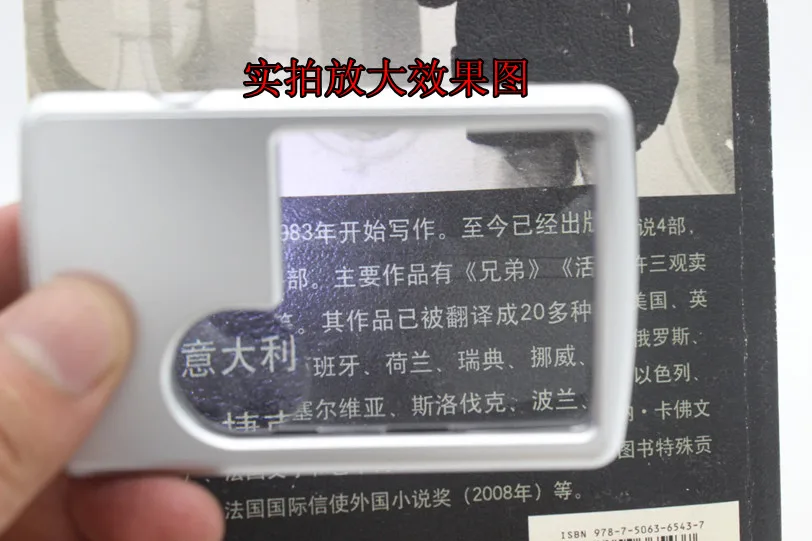 实拍放大效果图
983年开始写作。至今已经出版 说4部,
部。主要作品有《兄弟》《活 许三观卖
。其作品已被翻译成20多种 美国、英
意大利 班牙、荷兰、瑞典、挪威、 俄罗斯、
塞尔维亚、斯洛伐克、波兰、 以色列、
捷克 纳·卡佛文
图书特殊贡
法国国际信使外国小说奖(2008年)等。
ISBN 978-7-5063-6543-7